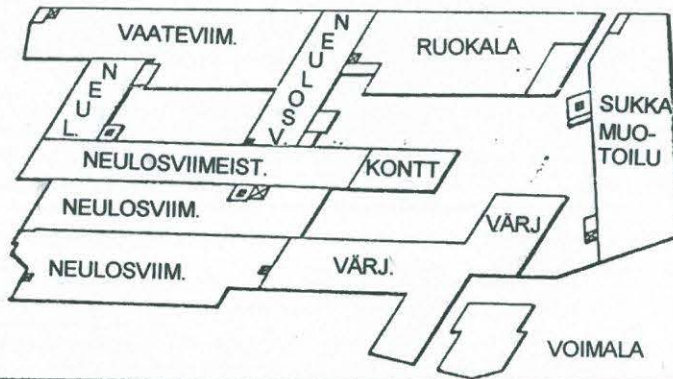 VAATEVIIM.
NEULOSV.
RUOKALA
NEUL.
SUKKA
MUO-
TOILU
NEULOSVIIMEIST.
KONTT
NEULOSVIIM.
VÄRJ
NEULOSVIIM.
VÄRJ.
VOIMALA